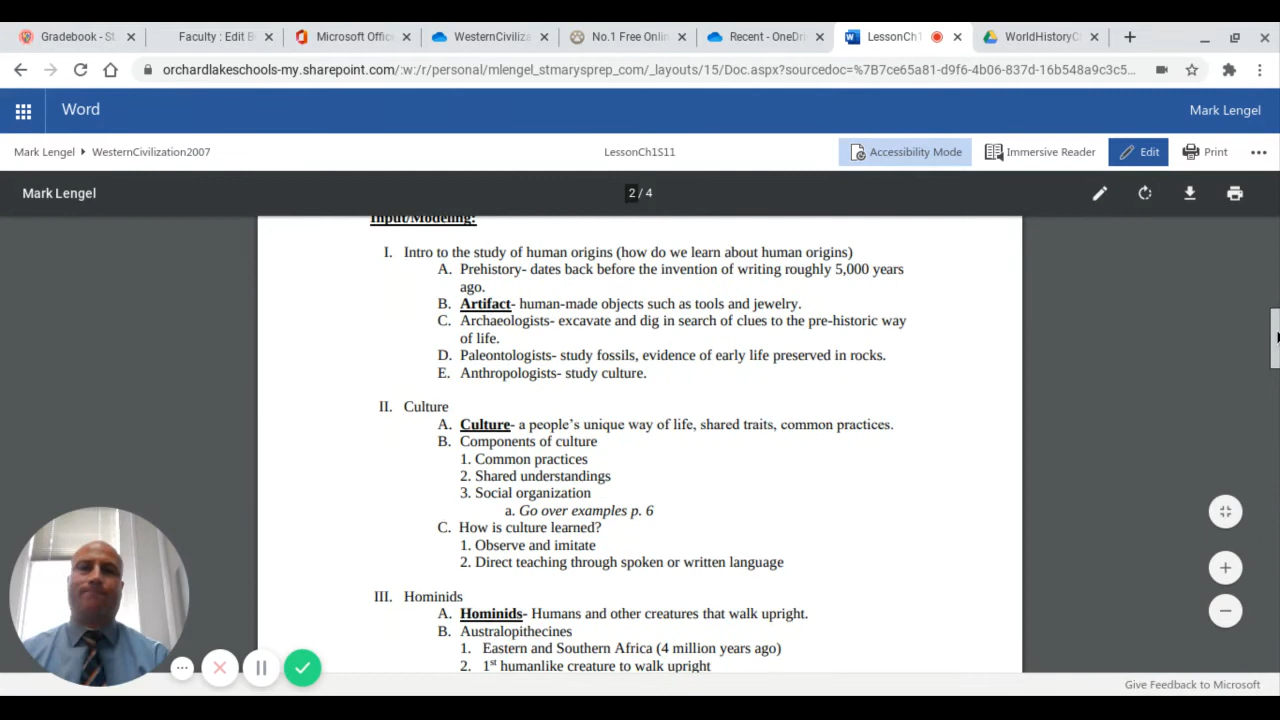 Gradebook - St
Faculty : Edit B
Microsoft Offic
WesternCiviliza
No.1 Free Onli
Recent - OneDri
LessonCh1
WorldHistoryC
orchardlakeschools-my.sharepoint.com/:w:/r/personal/mlengel_stmarysprep_com/_layouts/15/Doc.aspx?sourcedoc=%7B7ce65a81-d9f6-4b06-837d-16b548a9c3c5...
Word
Mark Lengel
Mark Lengel
WesternCivilization2007
LessonCh1S11
Accessibility Mode
Immersive Reader
Edit
Print
Mark Lengel
2 / 4
Input/Modeling:
I. Intro to the study of human origins (how do we learn about human origins)
A. Prehistory- dates back before the invention of writing roughly 5,000 years
ago.
B. Artifact- human-made objects such as tools and jewelry.
C. Archaeologists- excavate and dig in search of clues to the pre-historic way
of life.
D. Paleontologists- study fossils, evidence of early life preserved in rocks.
E. Anthropologists- study culture.
II. Culture
A. Culture- a people's unique way of life, shared traits, common practices.
B. Components of culture
1. Common practices
2. Shared understandings
3. Social organization
a. Go over examples p. 6
C. How is culture learned?
1. Observe and imitate
2. Direct teaching through spoken or written language
III. Hominids
A. Hominids- Humans and other creatures that walk upright.
B. Australopithecines
1. Eastern and Southern Africa (4 million years ago)
2. 1st humanlike creature to walk upright
Give Feedback to Microsoft